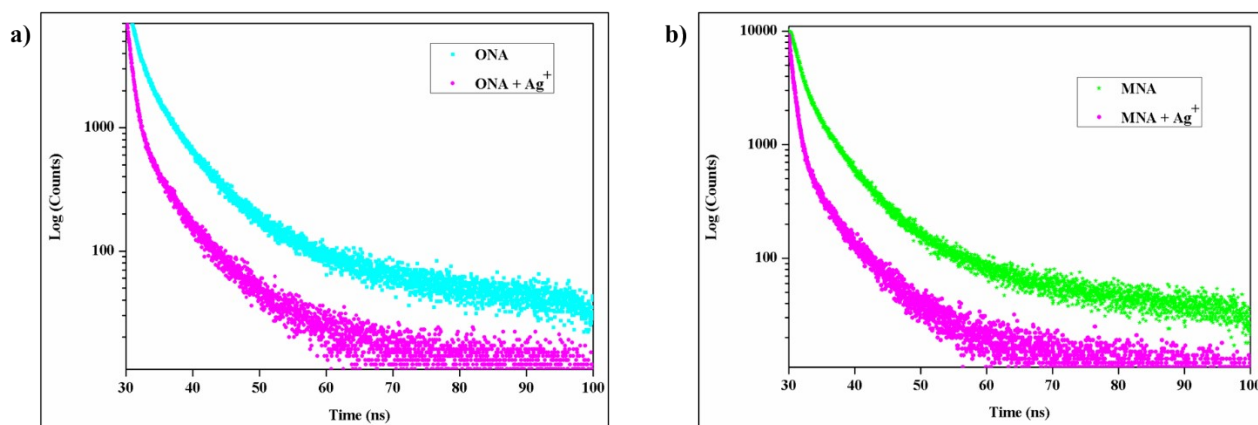 a)
ONA
ONA + Ag+
1000
100
Log (Counts)
30 40 50 60 70 80 90 100
Time (ns)
b)
MNA
MNA + Ag+
10000
1000
100
Log (Counts)
30 40 50 60 70 80 90 100
Time (ns)